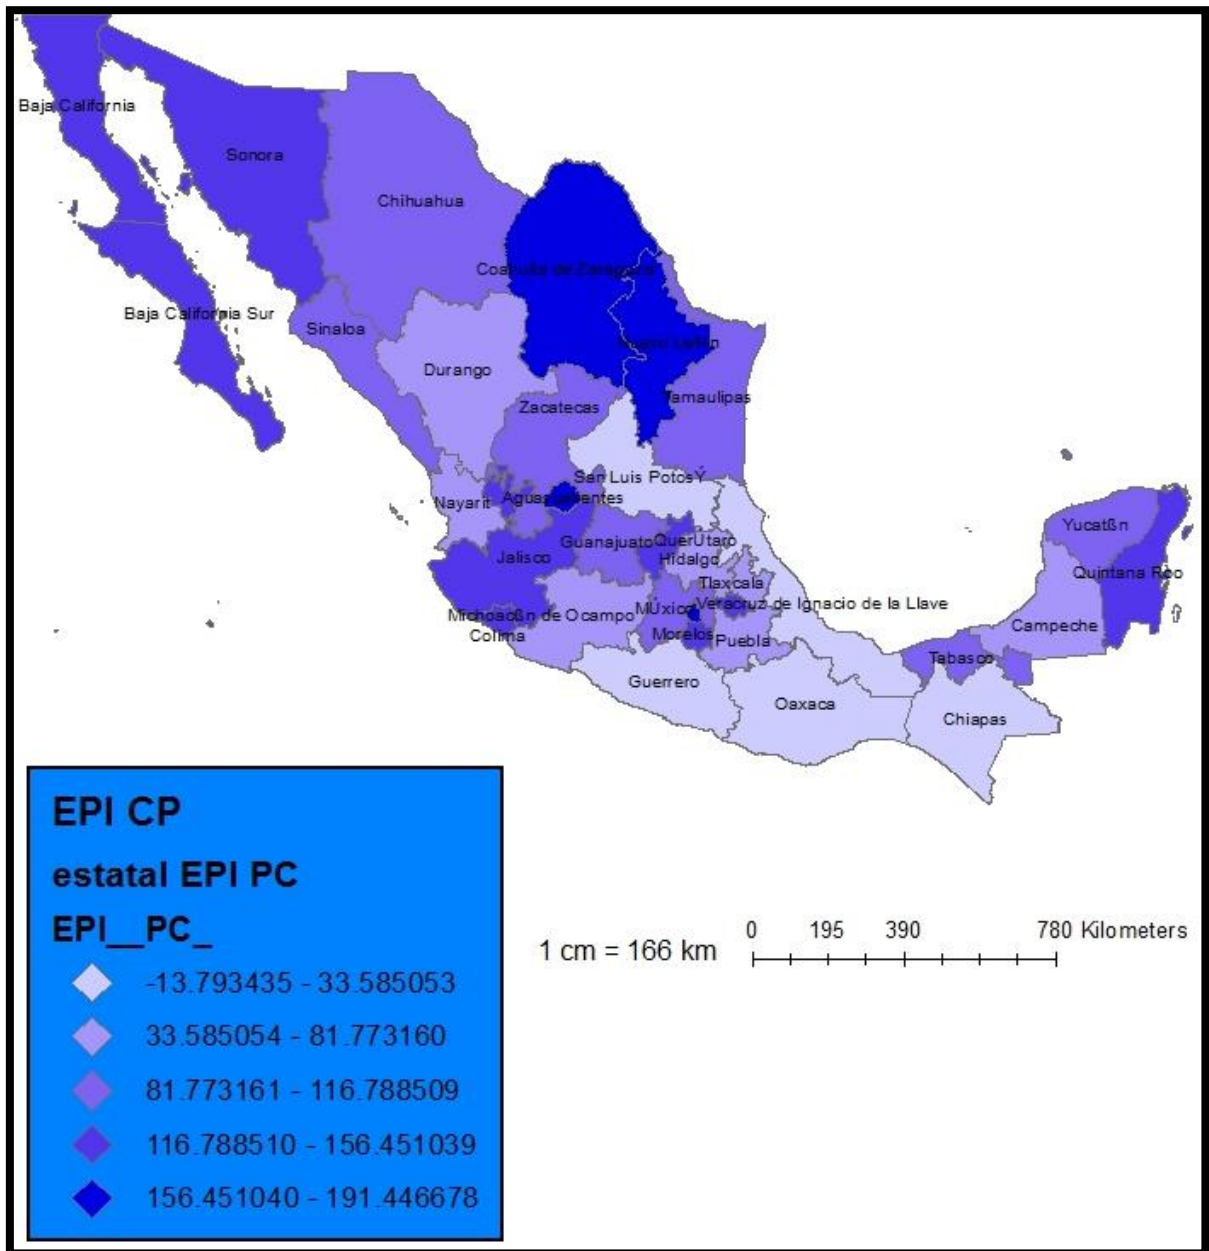 Baja California
Sonora
Chihuahua
Coahuila de Zaragoza
Baja California Sur
Sinaloa
Nuevo León
Durango
Tamaulipas
Zacatecas
San Luis PotosÝ
Nayarit
Aguascalientes
Yucatßn
Guanajuato
QuerÚtaro
Jalisco
Hidalgo
Quintana Roo
Tlaxcala
MÚxico
Veracruz de Ignacio de la Llave
Michoacßn de Ocampo
Colima
Morelos
Puebla
Campeche
Tabasco
Guerrero
Oaxaca
Chiapas
EPI CP
estatal EPI PC
EPI__PC_
-13.793435 - 33.585053
33.585054 - 81.773160
81.773161 - 116.788509
116.788510 - 156.451039
156.451040 - 191.446678
1 cm = 166 km
0 195 390 780 Kilometers